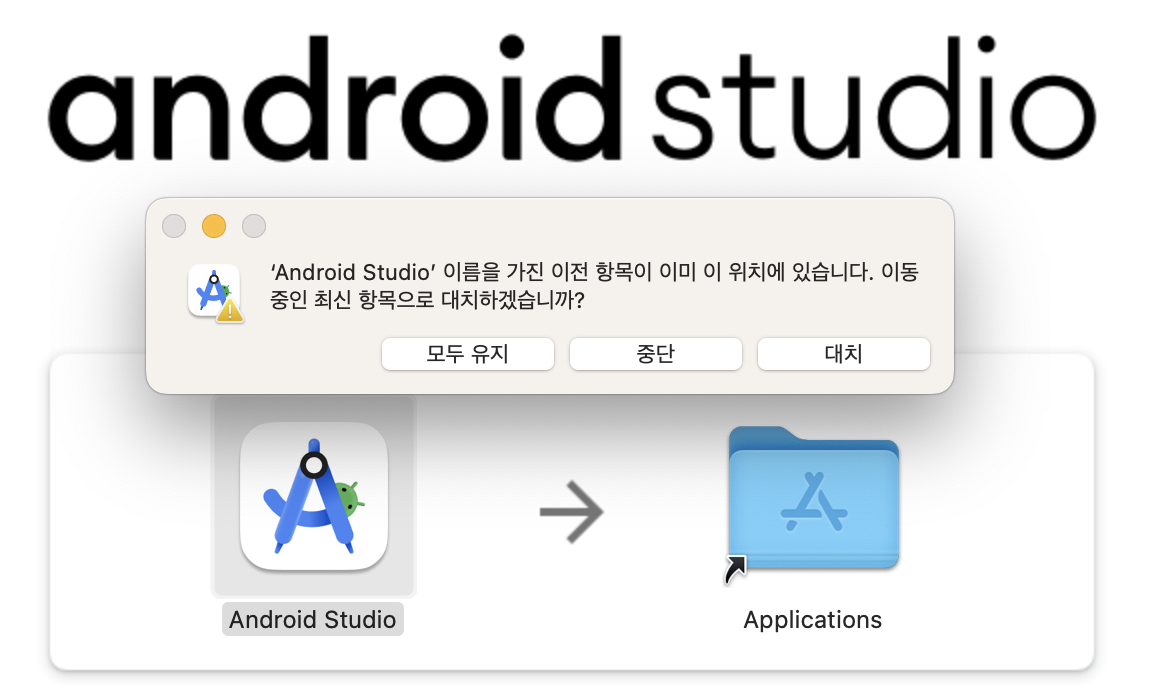 android studio
'Android Studio' 이름을 가진 이전 항목이 이미 이 위치에 있습니다. 이동
중인 최신 항목으로 대치하겠습니까?
모두 유지
중단
대치
Android Studio
Applications